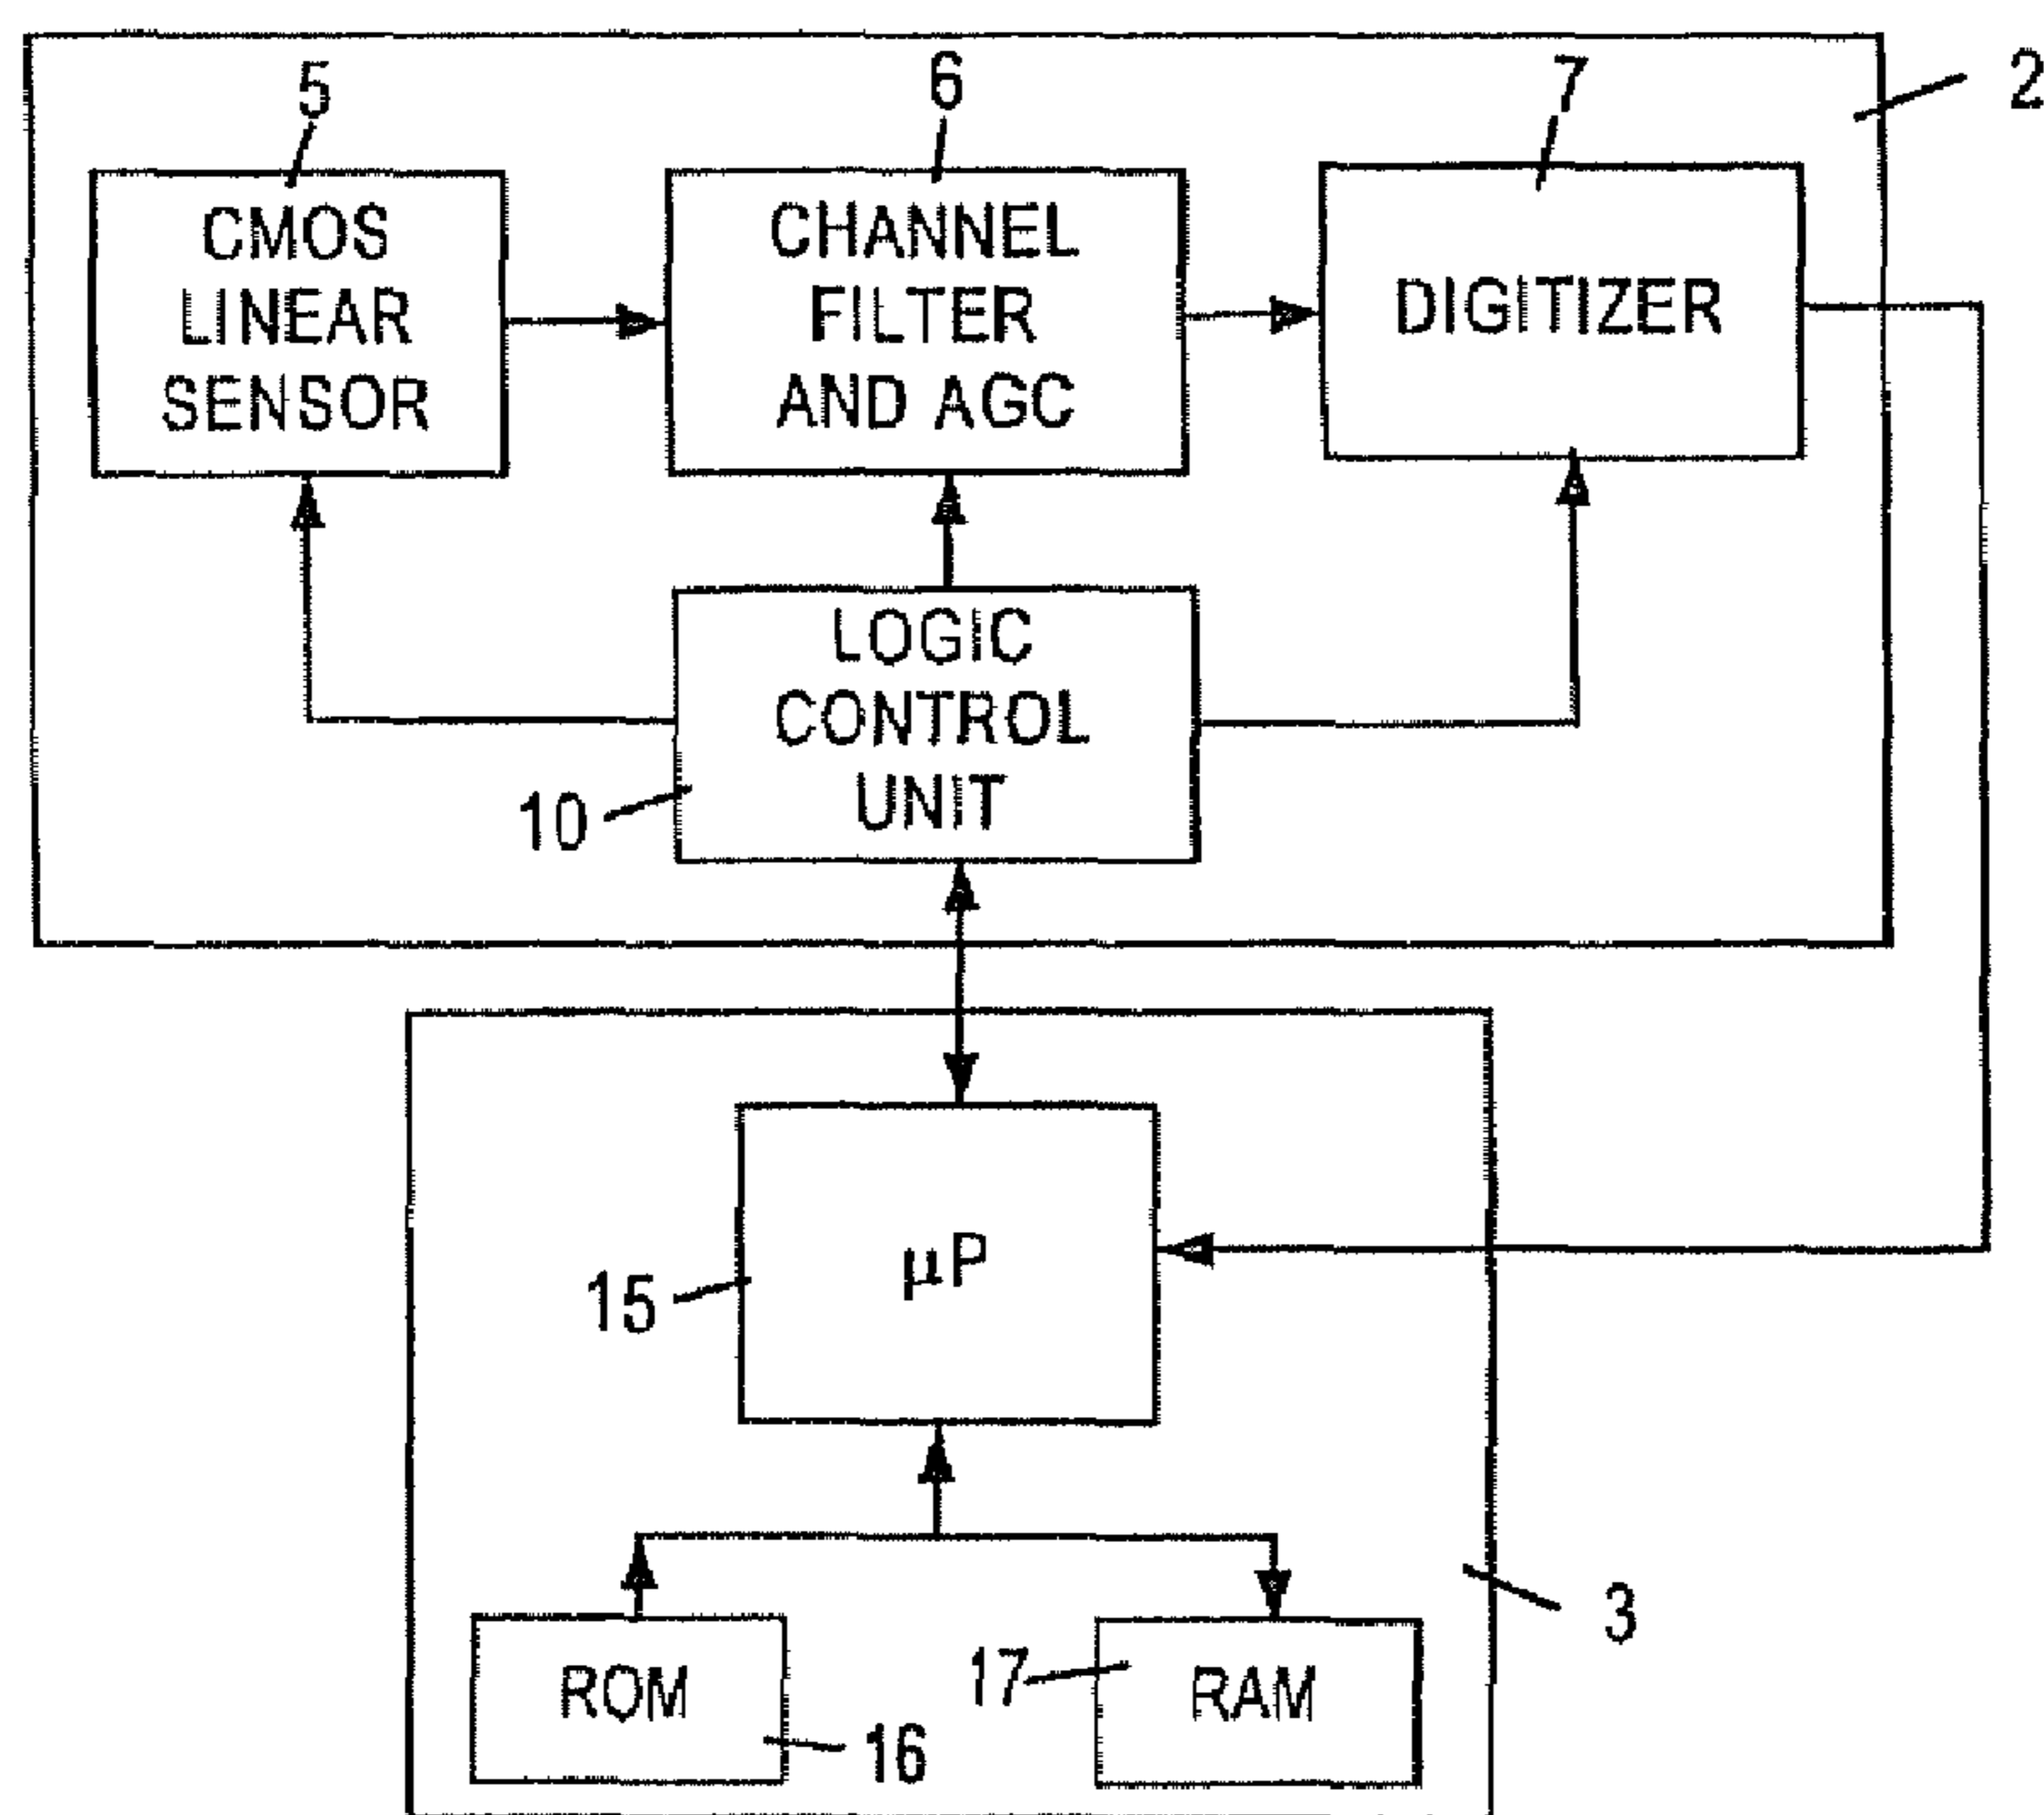 5
6
7
2
CMOS
LINEAR
SENSOR
CHANNEL
FILTER
AND AGC
DIGITIZER
LOGIC
CONTROL
UNIT
10
µP
15
3
ROM
16
17
RAM